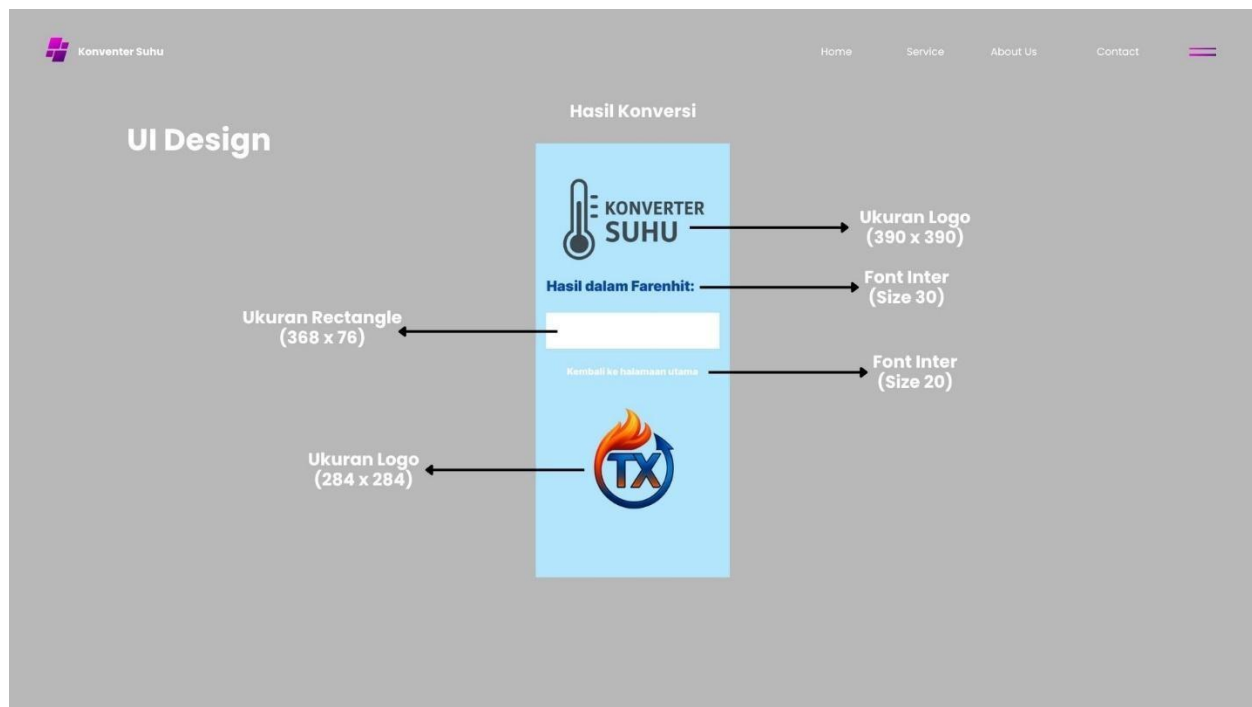 Konventer Suhu
Home
Service
About Us
Contact
UI Design
Hasil Konversi
KONVERTER
SUHU
Ukuran Logo
(390 x 390)
Hasil dalam Farenhit:
Font Inter
(Size 30)
Ukuran Rectangle
(368 x 76)
Kembali ke halamaan utama
Font Inter
(Size 20)
TX
Ukuran Logo
(284 x 284)